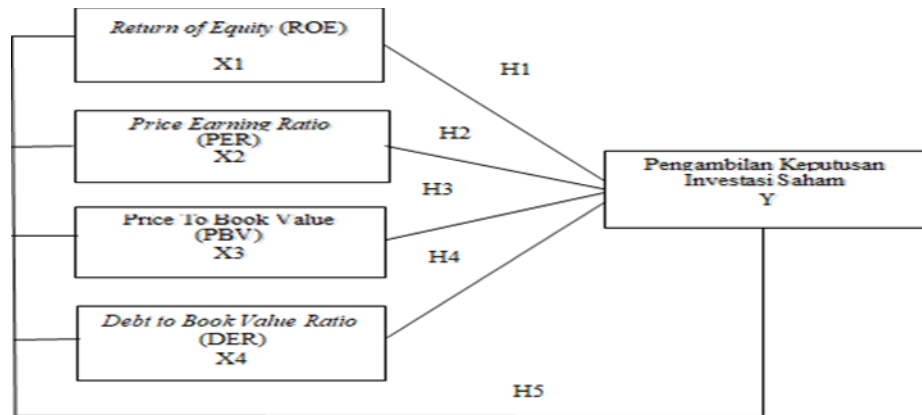 Return of Equity (ROE)
X1
H1
Price Earning Ratio
(PER)
X2
H2
H3
Pengambilan Keputusan
Investasi Saham
Y
Price To Book Value
(PBV)
X3
H4
Debt to Book Value Ratio
(DER)
X4
H5